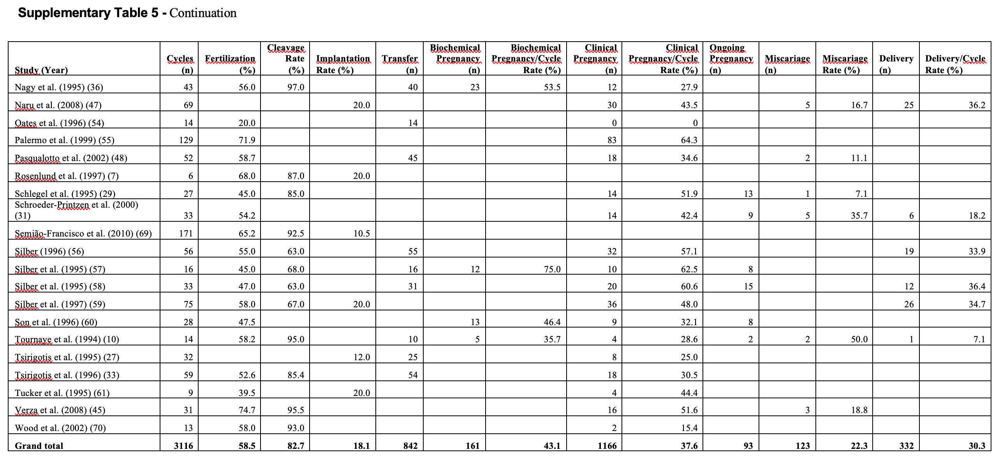 Supplementary Table 5 - Continuation
Study (Year) Cycles (n) Fertilization (%) Cleavage Rate (%) Implantation Rate (%) Transfer (n) Biochemical Pregnancy (n) Biochemical Pregnancy/Cycle Rate (%) Clinical Pregnancy (n) Clinical Pregnancy/Cycle Rate (%) Ongoing Pregnancy (n) Miscariage (n) Miscariage Rate (%) Delivery (n) Delivery/Cycle Rate (%)
Nagy et al. (1995) (36) 43 56.0 97.0 40 23 53.5 12 27.9
Naru et al. (2008) (47) 69 20.0 30 43.5 5 16.7 25 36.2
Oates et al. (1996) (54) 14 20.0 14 0 0
Palermo et al. (1999) (55) 129 71.9 83 64.3
Pasqualotto et al. (2002) (48) 52 58.7 45 18 34.6 2 11.1
Rosenlund et al. (1997) (7) 6 68.0 87.0 20.0
Schlegel et al. (1995) (29) 27 45.0 85.0 14 51.9 13 1 7.1
Schroeder-Printzen et al. (2000)
(31) 33 54.2 14 42.4 9 5 35.7 6 18.2
Semião-Francisco et al. (2010) (69) 171 65.2 92.5 10.5
Silber (1996) (56) 56 55.0 63.0 55 32 57.1 19 33.9
Silber et al. (1995) (57) 16 45.0 68.0 16 12 75.0 10 62.5 8
Silber et al. (1995) (58) 33 47.0 63.0 31 20 60.6 15 12 36.4
Silber et al. (1997) (59) 75 58.0 67.0 20.0 36 48.0 26 34.7
Son et al. (1996) (60) 28 47.5 13 46.4 9 32.1 8
Tournaye et al. (1994) (10) 14 58.2 95.0 10 5 35.7 4 28.6 2 2 50.0 1 7.1
Tsirigotis et al. (1995) (27) 32 12.0 25 8 25.0
Tsirigotis et al. (1996) (33) 59 52.6 85.4 54 18 30.5
Tucker et al. (1995) (61) 9 39.5 20.0 4 44.4
Verza et al. (2008) (45) 31 74.7 95.5 16 51.6 3 18.8
Wood et al. (2002) (70) 13 58.0 93.0 2 15.4
Grand total 3116 58.5 82.7 18.1 842 161 43.1 1166 37.6 93 123 22.3 332 30.3